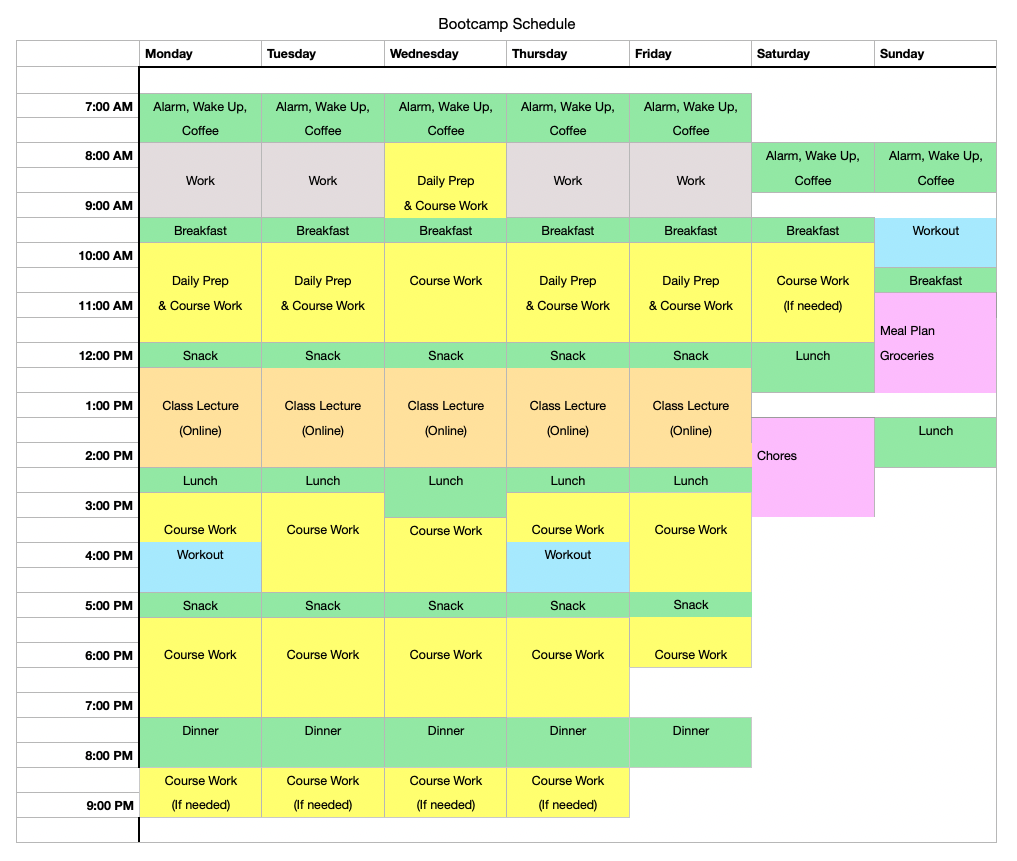 Bootcamp Schedule
Monday Tuesday Wednesday Thursday Friday Saturday Sunday
7:00 AM Alarm, Wake Up, Alarm, Wake Up, Alarm, Wake Up, Alarm, Wake Up, Alarm, Wake Up,
Coffee Coffee Coffee Coffee Coffee
8:00 AM Alarm, Wake Up, Alarm, Wake Up,
Work Work Daily Prep Work Work Coffee Coffee
9:00 AM & Course Work
Breakfast Breakfast Breakfast Breakfast Breakfast Breakfast Workout
10:00 AM
Daily Prep Daily Prep Course Work Daily Prep Daily Prep Course Work Breakfast
11:00 AM & Course Work & Course Work & Course Work & Course Work (If needed)
Meal Plan
12:00 PM Snack Snack Snack Snack Snack Lunch Groceries
1:00 PM Class Lecture Class Lecture Class Lecture Class Lecture Class Lecture
(Online) (Online) (Online) (Online) (Online) Lunch
2:00 PM Chores
Lunch Lunch Lunch Lunch Lunch
3:00 PM
Course Work Course Work Course Work Course Work Course Work
4:00 PM Workout Workout
5:00 PM Snack Snack Snack Snack Snack
6:00 PM Course Work Course Work Course Work Course Work Course Work
7:00 PM
Dinner Dinner Dinner Dinner Dinner
8:00 PM
Course Work Course Work Course Work Course Work
9:00 PM (If needed) (If needed) (If needed) (If needed)